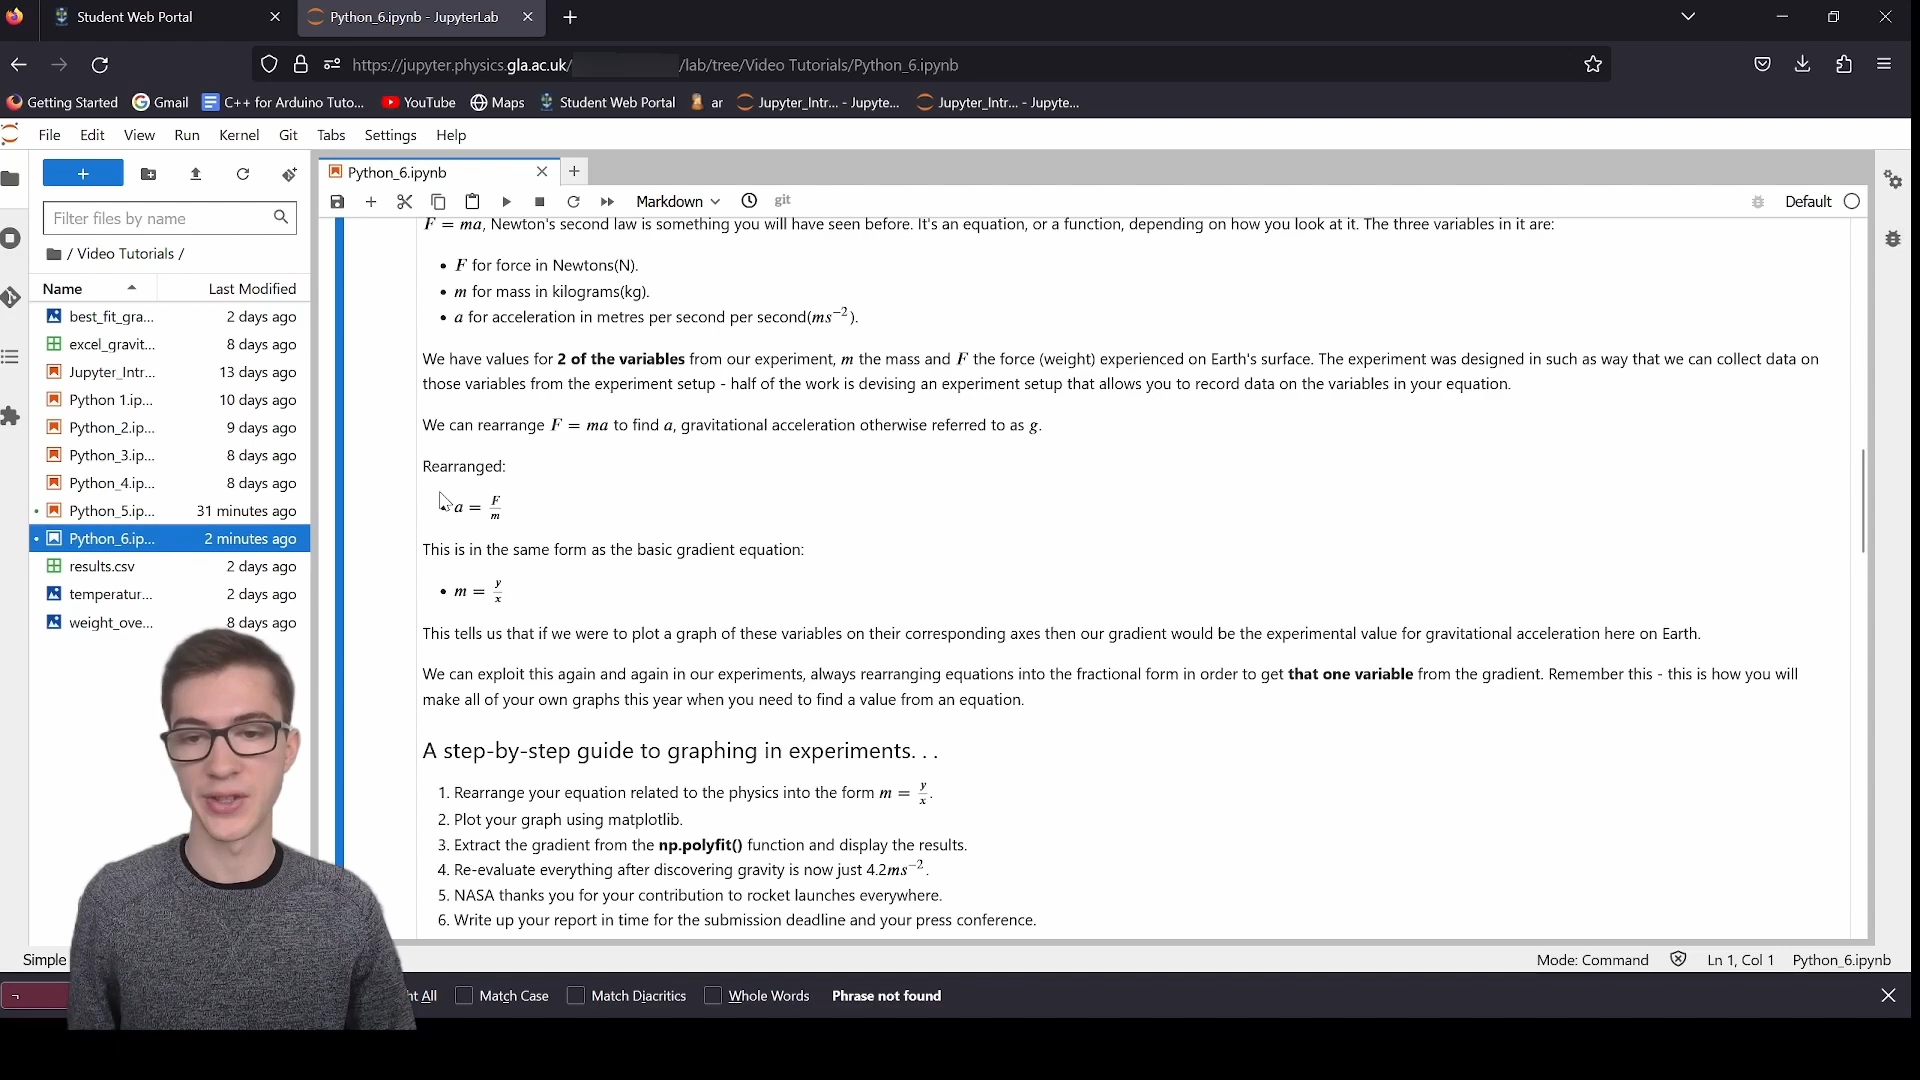 Student Web Portal
Python_6.ipynb - JupyterLab
https://jupyter.physics.gla.ac.uk/ /lab/tree/Video Tutorials/Python_6.ipynb
Getting Started Gmail C++ for Arduino Tuto... YouTube Maps Student Web Portal ar Jupyter_Intr... - Jupyte... Jupyter_Intr... - Jupyte...
File Edit View Run Kernel Git Tabs Settings Help
Python_6.ipynb
Markdown git Default
Filter files by name
/ Video Tutorials /
Name Last Modified
best_fit_gra... 2 days ago
excel_gravit... 8 days ago
Jupyter_Intr... 13 days ago
Python 1.ip... 10 days ago
Python_2.ip... 9 days ago
Python_3.ip... 8 days ago
Python_4.ip... 8 days ago
Python_5.ip... 31 minutes ago
Python_6.ip... 2 minutes ago
results.csv 2 days ago
temperatur... 2 days ago
weight_ove... 8 days ago
F = ma, Newton's second law is something you will have seen before. It's an equation, or a function, depending on how you look at it. The three variables in it are:
• F for force in Newtons(N).
• m for mass in kilograms(kg).
• a for acceleration in metres per second per second(ms⁻²).
We have values for 2 of the variables from our experiment, m the mass and F the force (weight) experienced on Earth's surface. The experiment was designed in such as way that we can collect data on
those variables from the experiment setup - half of the work is devising an experiment setup that allows you to record data on the variables in your equation.
We can rearrange F = ma to find a, gravitational acceleration otherwise referred to as g.
Rearranged:
• a = F/m
This is in the same form as the basic gradient equation:
• m = y/x
This tells us that if we were to plot a graph of these variables on their corresponding axes then our gradient would be the experimental value for gravitational acceleration here on Earth.
We can exploit this again and again in our experiments, always rearranging equations into the fractional form in order to get that one variable from the gradient. Remember this - this is how you will
make all of your own graphs this year when you need to find a value from an equation.
A step-by-step guide to graphing in experiments. . .
1. Rearrange your equation related to the physics into the form m = y/x.
2. Plot your graph using matplotlib.
3. Extract the gradient from the np.polyfit() function and display the results.
4. Re-evaluate everything after discovering gravity is now just 4.2ms⁻².
5. NASA thanks you for your contribution to rocket launches everywhere.
6. Write up your report in time for the submission deadline and your press conference.
Simple Mode: Command Ln 1, Col 1 Python_6.ipynb
¬ ht All Match Case Match Diacritics Whole Words Phrase not found